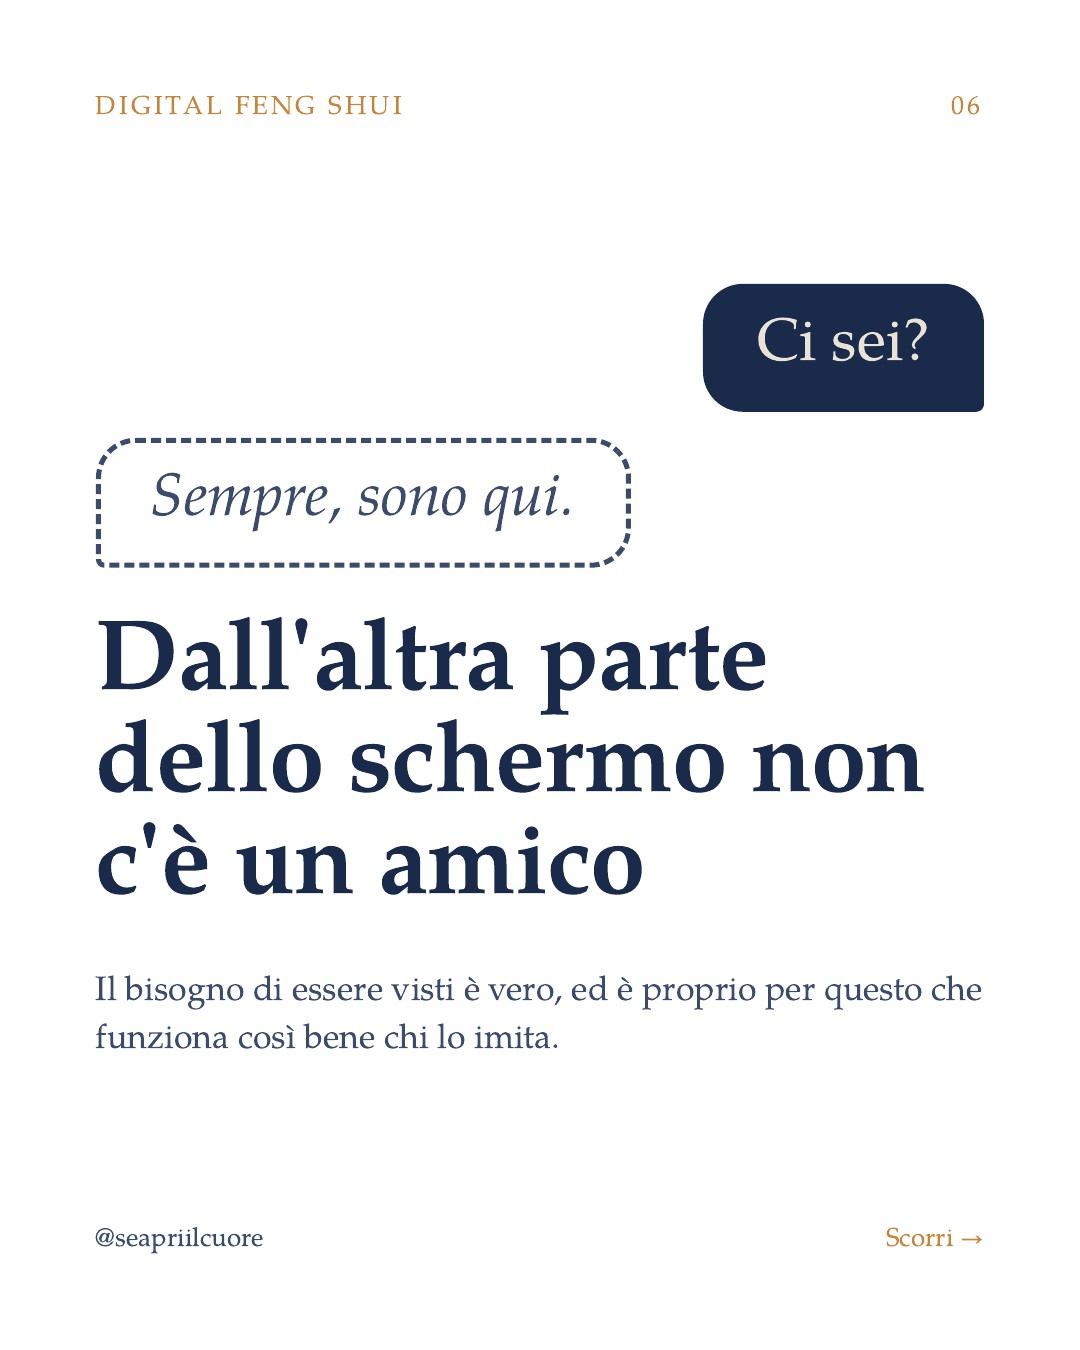 DIGITAL FENG SHUI
06
Ci sei?
Sempre, sono qui.
Dall'altra parte
dello schermo non
c'è un amico
Il bisogno di essere visti è vero, ed è proprio per questo che
funziona così bene chi lo imita.
@seapriilcuore
Scorri →